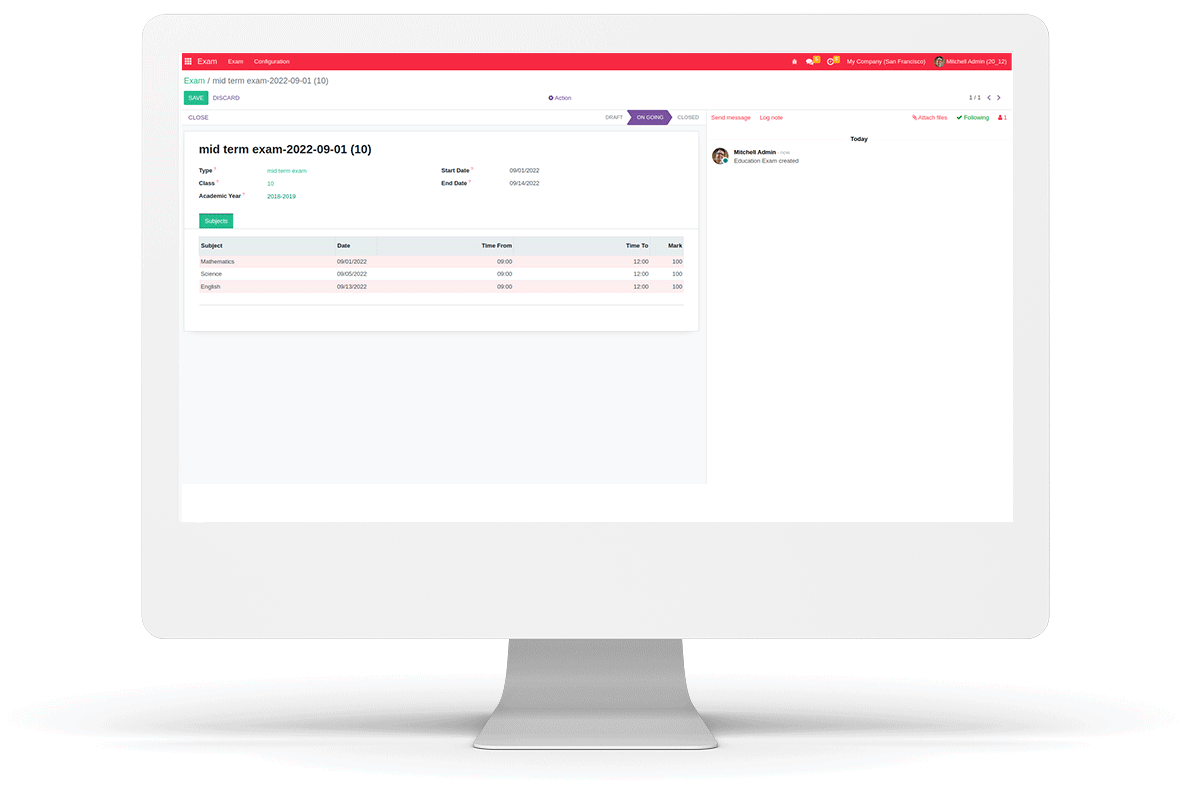 Exam Exam Configuration My Company (San Francisco) Mitchell Admin (20_12)
Exam / mid term exam-2022-09-01 (10)
SAVE DISCARD Action 1 / 1
CLOSE DRAFT ON GOING CLOSED Send message Log note Attach files Following 1
Today
mid term exam-2022-09-01 (10)
Mitchell Admin - now
Education Exam created
Type ? mid term exam Start Date ? 09/01/2022
Class ? 10 End Date ? 09/14/2022
Academic Year ? 2018-2019
Subjects
Subject Date Time From Time To Mark
Mathematics 09/01/2022 09:00 12:00 100
Science 09/05/2022 09:00 12:00 100
English 09/13/2022 09:00 12:00 100